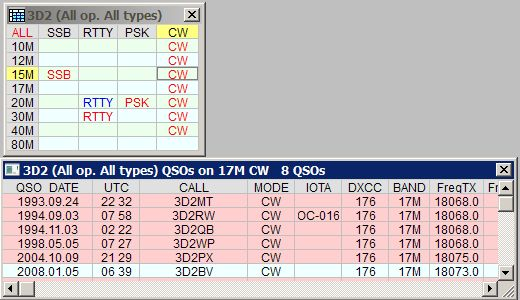 3D2 (All op. All types)
ALL SSB RTTY PSK CW
10M CW
12M CW
15M SSB CW
17M CW
20M RTTY PSK CW
30M RTTY CW
40M CW
80M
3D2 (All op. All types) QSOs on 17M CW 8 QSOs
QSO DATE UTC CALL MODE IOTA DXCC BAND FreqTX
1993.09.24 22 32 3D2MT CW 176 17M 18068.0
1994.09.03 07 58 3D2RW CW OC-016 176 17M 18068.0
1994.11.03 02 22 3D2QB CW 176 17M 18068.0
1998.05.05 07 27 3D2WP CW 176 17M 18068.0
2004.10.09 21 29 3D2PX CW 176 17M 18075.0
2008.01.05 06 39 3D2BV CW 176 17M 18073.0